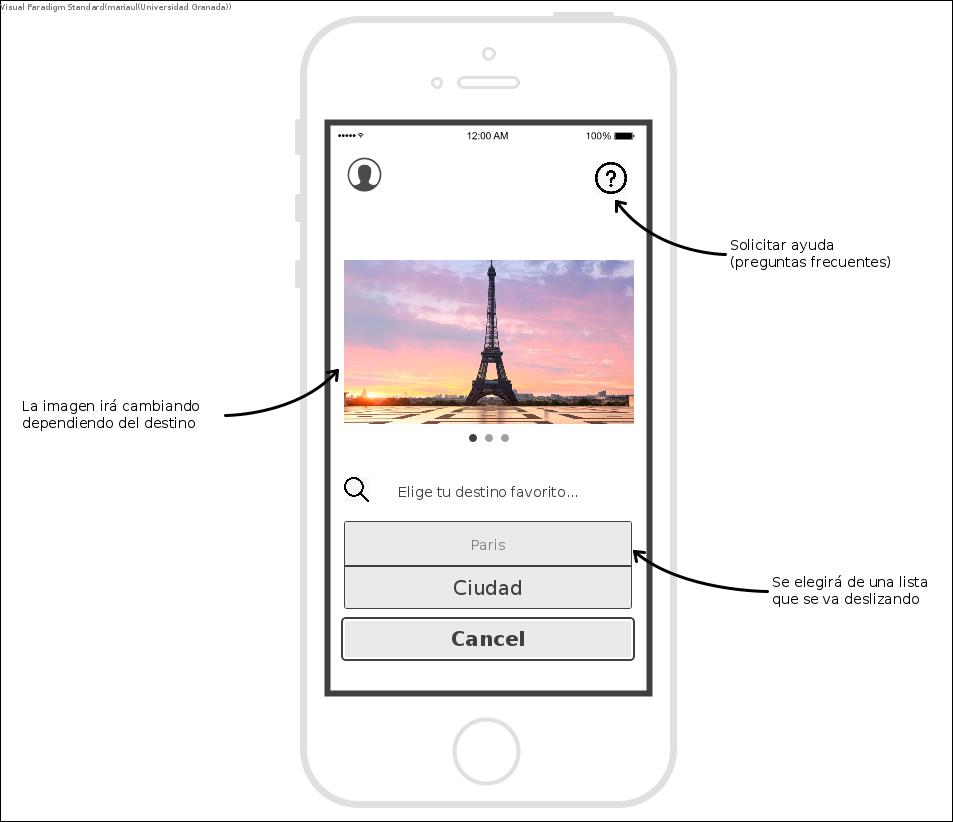 Visual Paradigm Standard(mariaul(Universidad Granada))
12:00 AM
100%
Solicitar ayuda
(preguntas frecuentes)
La imagen irá cambiando
dependiendo del destino
Elige tu destino favorito...
Paris
Ciudad
Se elegirá de una lista
que se va deslizando
Cancel